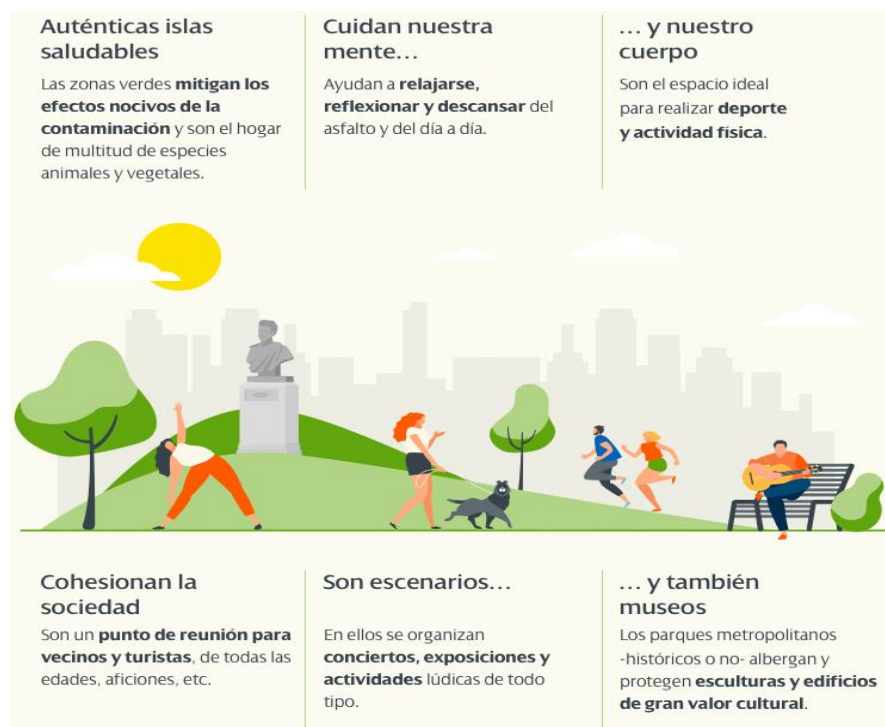 Auténticas islas
saludables
Las zonas verdes mitigan los
efectos nocivos de la
contaminación y son el hogar
de multitud de especies
animales y vegetales.
Cuidan nuestra
mente...
Ayudan a relajarse,
reflexionar y descansar del
asfalto y del día a día.
... y nuestro
cuerpo
Son el espacio ideal
para realizar deporte
y actividad física.
Cohesionan la
sociedad
Son un punto de reunión para
vecinos y turistas, de todas las
edades, aficiones, etc.
Son escenarios...
En ellos se organizan
conciertos, exposiciones y
actividades lúdicas de todo
tipo.
... y también
museos
Los parques metropolitanos
-históricos o no- albergan y
protegen esculturas y edificios
de gran valor cultural.